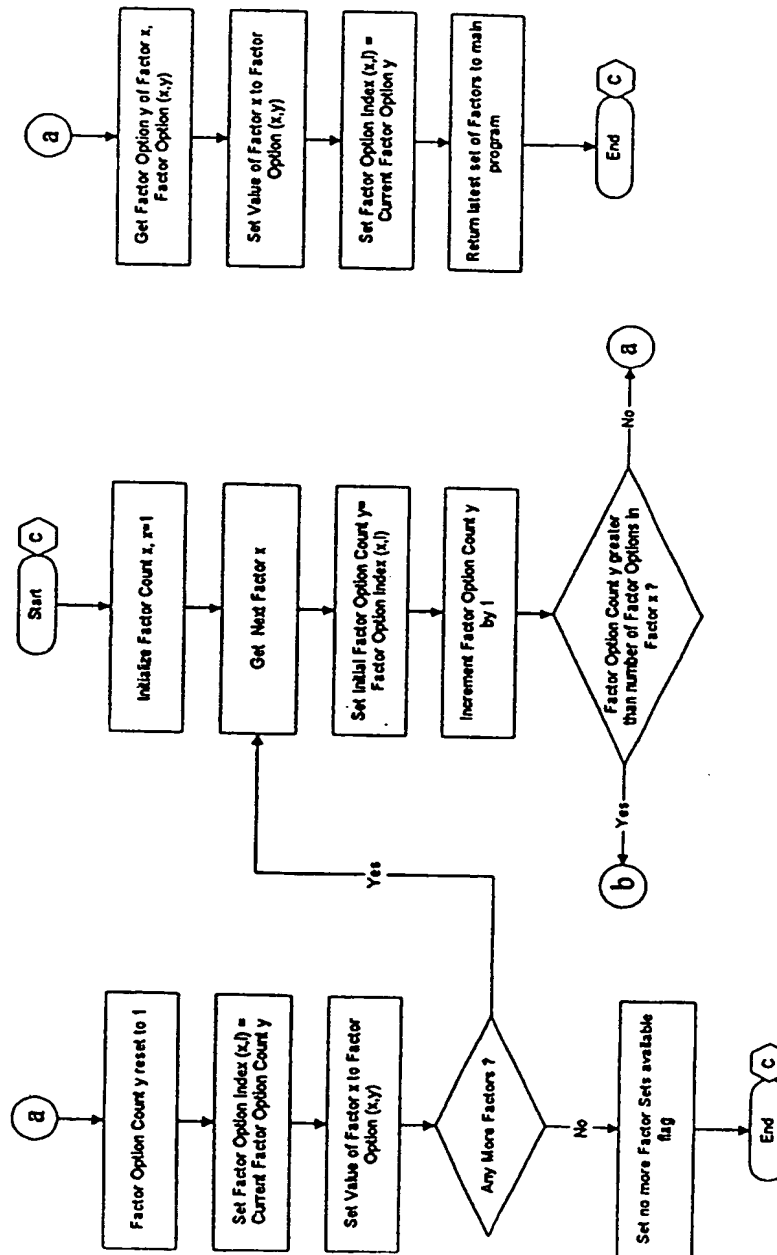 a
Factor Option Count y reset to 1
Set Factor Option Index (x,I) =
Current Factor Option Count y
Set Value of Factor x to Factor
Option (x,y)
Any More Factors ?
Yes
No
Set no more Factor Sets available
flag
End
C
Start
C
Initialize Factor Count x, x=1
Get Next Factor x
Set Initial Factor Option Count y=
Factor Option Index (x,I)
Increment Factor Option Count y
by 1
Factor Option Count y greater
than number of Factor Options in
Factor x ?
Yes
b
No
a
a
Get Factor Option y of Factor x,
Factor Option (x,y)
Set Value of Factor x to Factor
Option (x,y)
Set Factor Option Index (x,I) =
Current Factor Option y
Return latest set of Factors to main
program
End
C